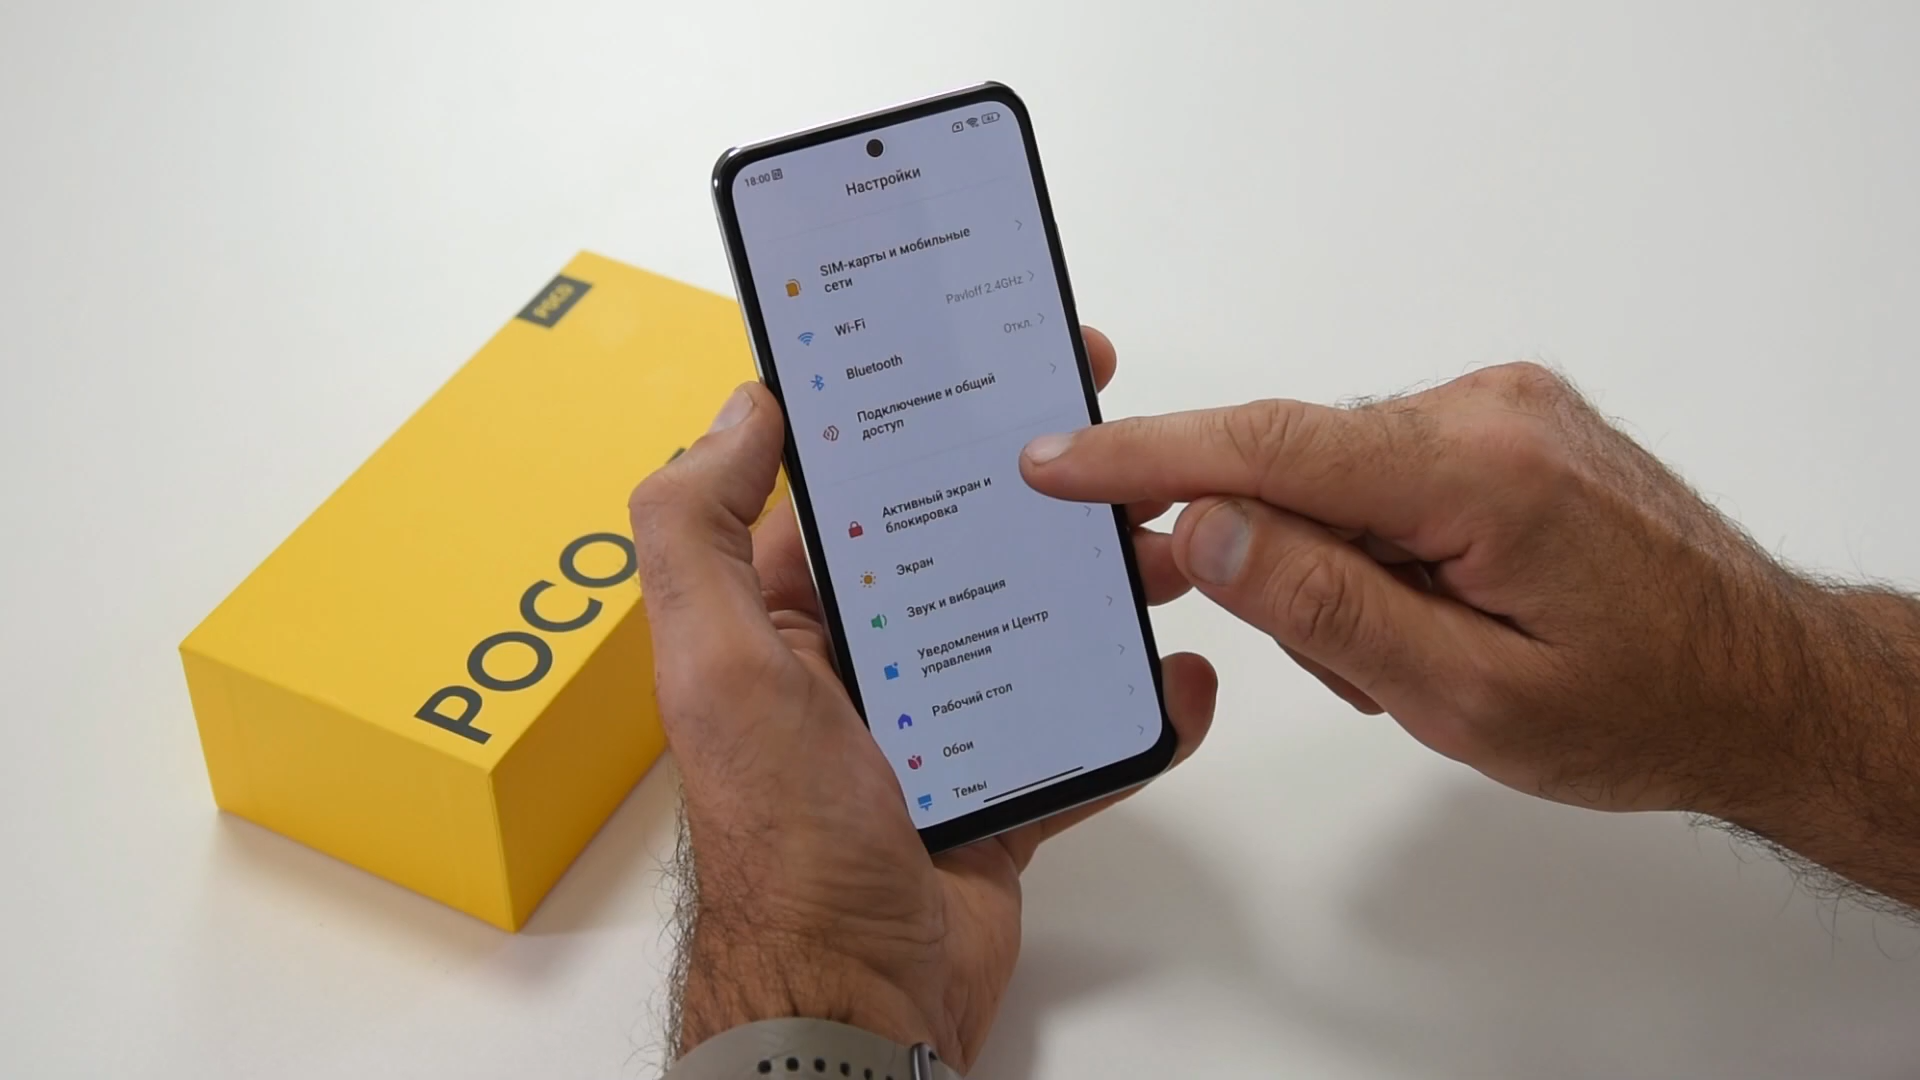 18:00
Настройки
SIM-карты и мобильные
сети
Wi-Fi
Pavloff 2.4GHz
Bluetooth
Откл.
Подключение и общий
доступ
Активный экран и
блокировка
Экран
Звук и вибрация
Уведомления и Центр
управления
Рабочий стол
Обои
Темы
POCO
POCO